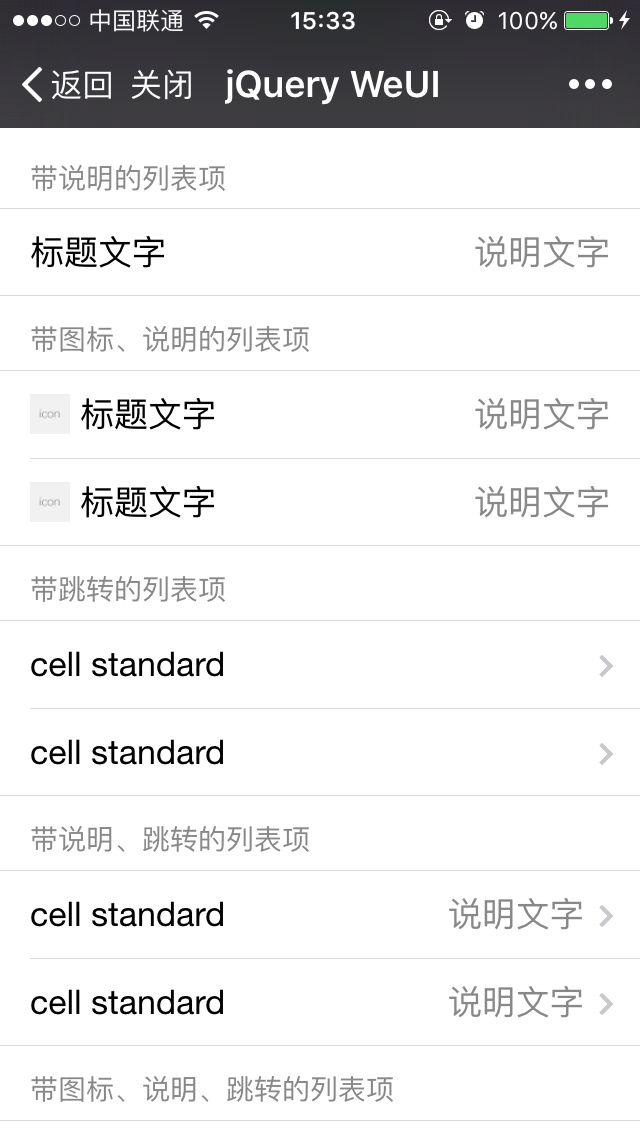 中国联通 15:33 100%
返回 关闭 jQuery WeUI
带说明的列表项
标题文字 说明文字
带图标、说明的列表项
icon 标题文字 说明文字
icon 标题文字 说明文字
带跳转的列表项
cell standard
cell standard
带说明、跳转的列表项
cell standard 说明文字
cell standard 说明文字
带图标、说明、跳转的列表项